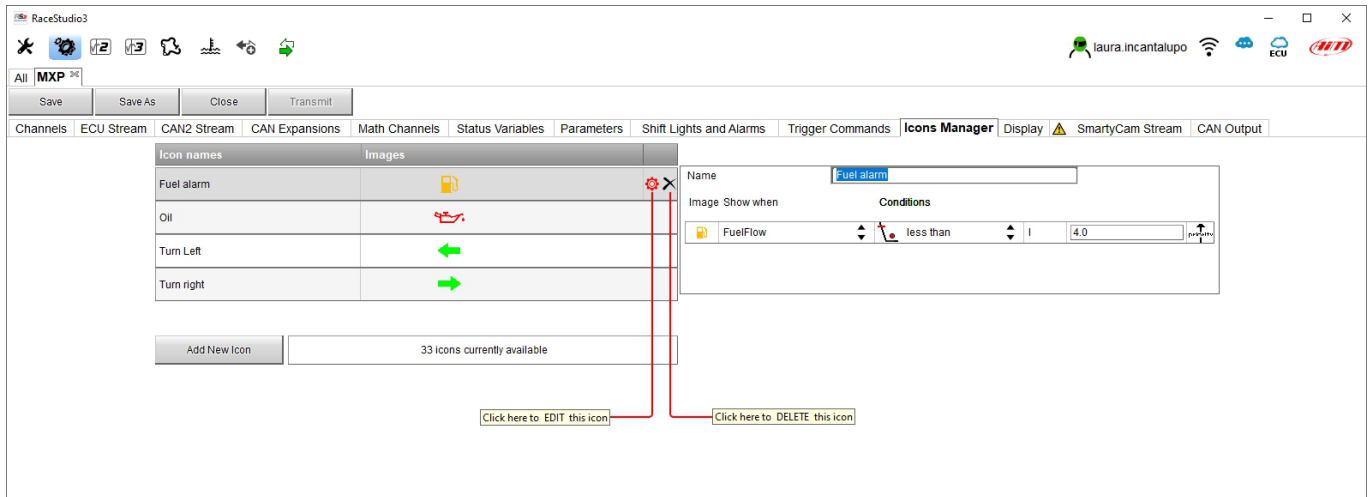 RaceStudio3
laura.incantalupo
ECU
AiM
All MXP
Save Save As Close Transmit
Channels ECU Stream CAN2 Stream CAN Expansions Math Channels Status Variables Parameters Shift Lights and Alarms Trigger Commands Icons Manager Display SmartyCam Stream CAN Output
Icon names Images
Fuel alarm
Oil
Turn Left
Turn right
Add New Icon 33 icons currently available
Name Fuel alarm
Image Show when Conditions
FuelFlow less than l 4.0 priority
Click here to EDIT this icon
Click here to DELETE this icon